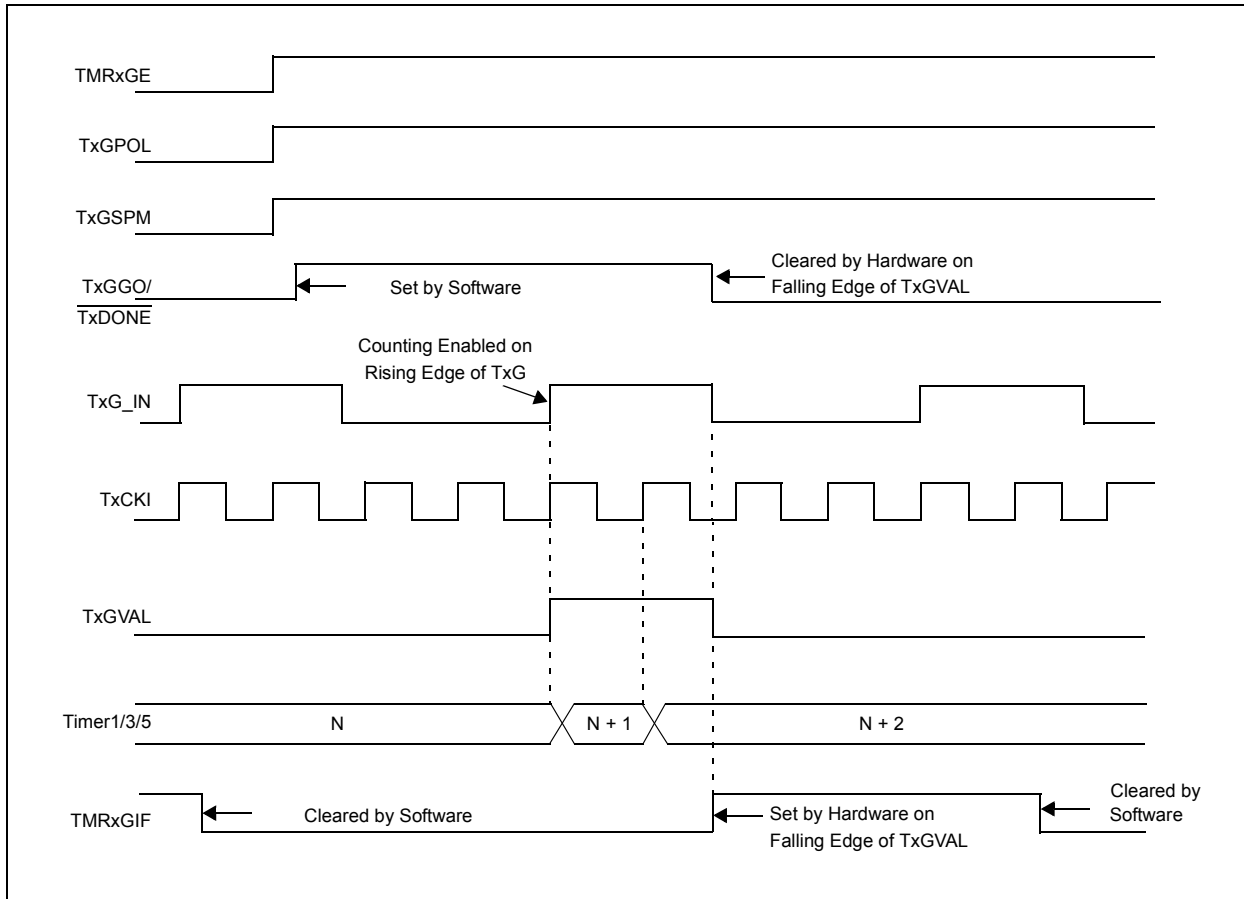 TMRxGE
TxGPOL
TxGSPM
TxGGO/
TxDONE
Set by Software
Cleared by Hardware on
Falling Edge of TxGVAL
Counting Enabled on
Rising Edge of TxG
TxG_IN
TxCKI
TxGVAL
Timer1/3/5
N
N + 1
N + 2
TMRxGIF
Cleared by Software
Set by Hardware on
Falling Edge of TxGVAL
Cleared by
Software